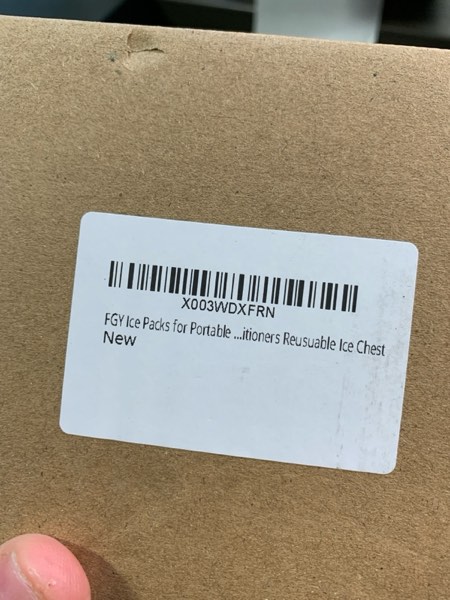 X003WDXFRN
FGY Ice Packs for Portable ...itioners Reusuable Ice Chest
New